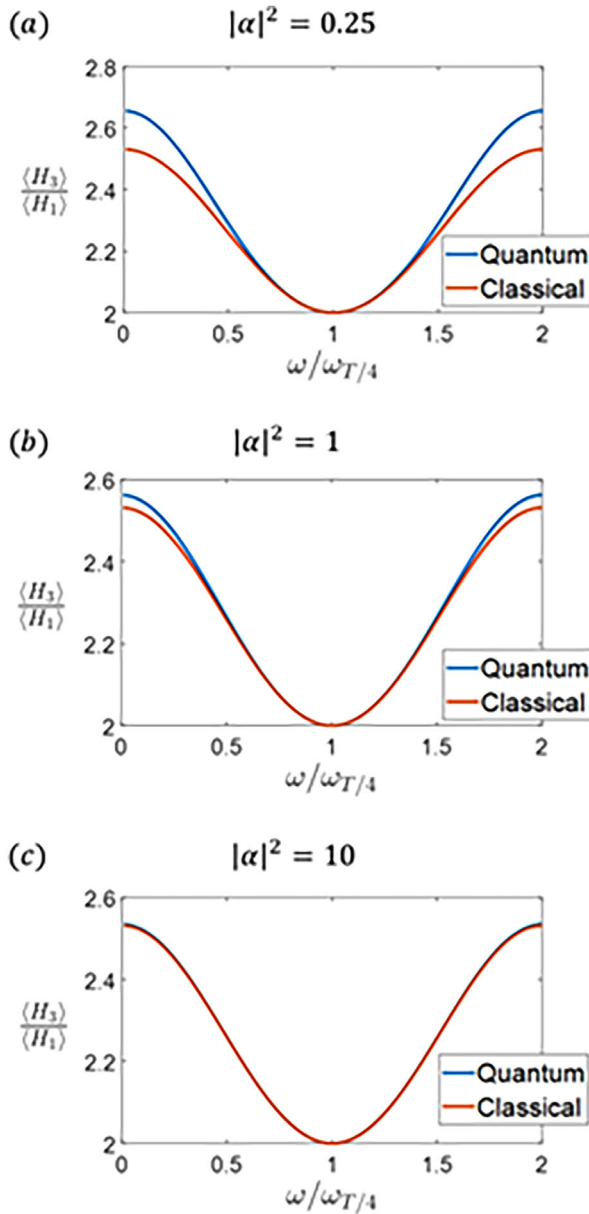 (a) |α|² = 0.25
2.8
2.6
2.4
2.2
2
⟨H₃⟩
⟨H₁⟩
Quantum
Classical
0 0.5 1 1.5 2
ω/ω_{T/4}
(b) |α|² = 1
2.6
2.4
2.2
2
⟨H₃⟩
⟨H₁⟩
Quantum
Classical
0 0.5 1 1.5 2
ω/ω_{T/4}
(c) |α|² = 10
2.6
2.4
2.2
2
⟨H₃⟩
⟨H₁⟩
Quantum
Classical
0 0.5 1 1.5 2
ω/ω_{T/4}